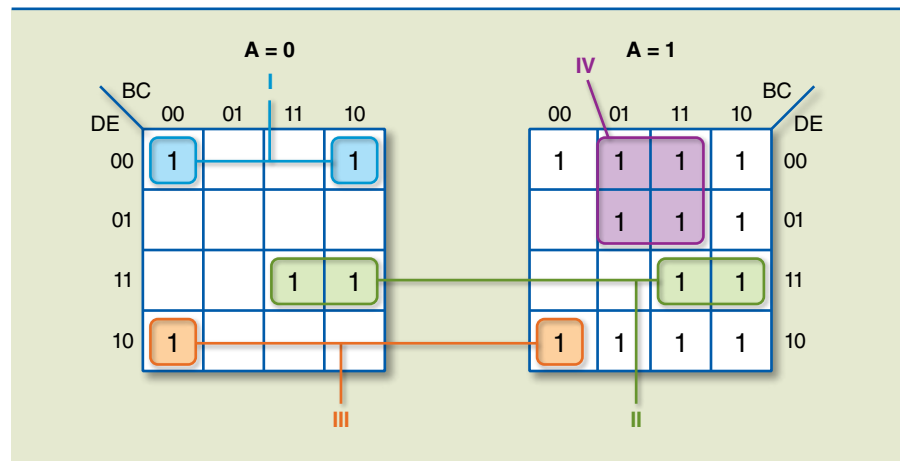 A = 0 A = 1
I IV
BC BC
00 01 11 10 00 01 11 10
DE DE
00 1 1 1 1 1 1 00
01 1 1 1 01
11 1 1 1 1 11
10 1 1 1 1 1 10
III II